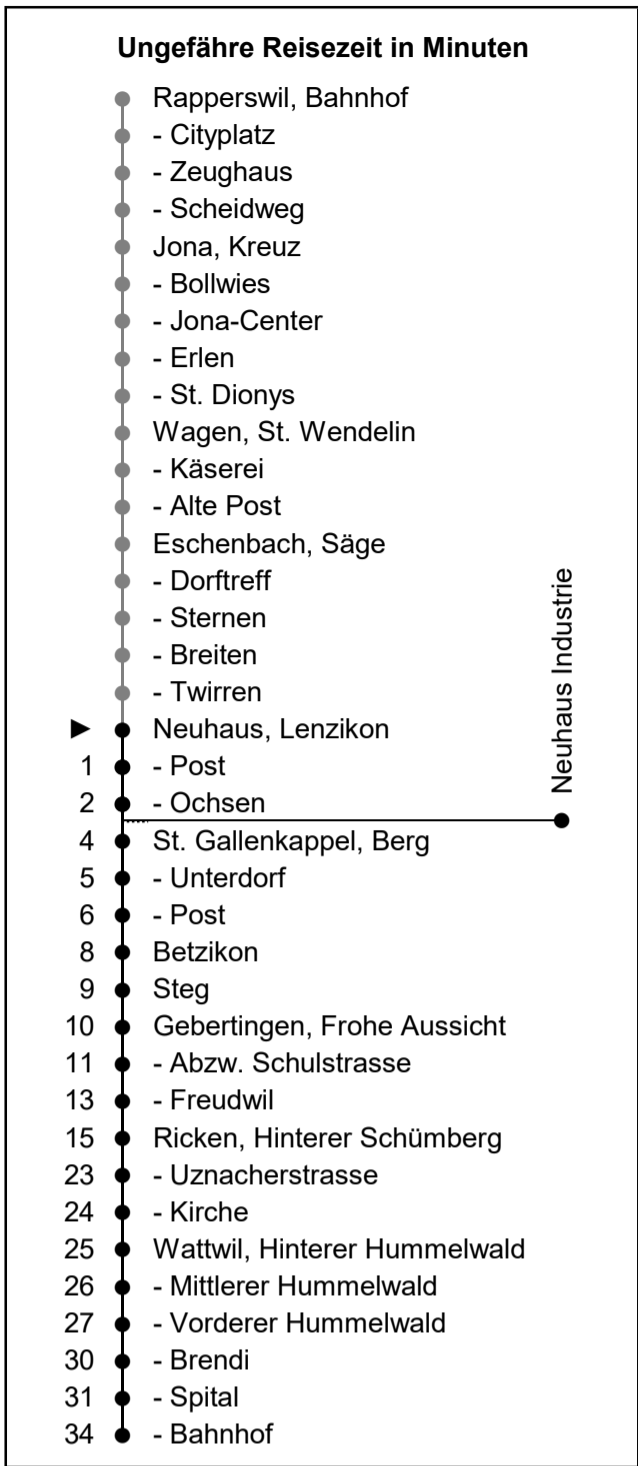 Ungefähre Reisezeit in Minuten
Rapperswil, Bahnhof
- Cityplatz
- Zeughaus
- Scheidweg
Jona, Kreuz
- Bollwies
- Jona-Center
- Erlen
- St. Dionys
Wagen, St. Wendelin
- Käserei
- Alte Post
Eschenbach, Säge
- Dorftreff
- Sternen
- Breiten
- Twirren
► Neuhaus, Lenzikon
1 - Post
2 - Ochsen
Neuhaus Industrie
4 St. Gallenkappel, Berg
5 - Unterdorf
6 - Post
8 Betzikon
9 Steg
10 Gebertingen, Frohe Aussicht
11 - Abzw. Schulstrasse
13 - Freudwil
15 Ricken, Hinterer Schümberg
23 - Uznacherstrasse
24 - Kirche
25 Wattwil, Hinterer Hummelwald
26 - Mittlerer Hummelwald
27 - Vorderer Hummelwald
30 - Brendi
31 - Spital
34 - Bahnhof